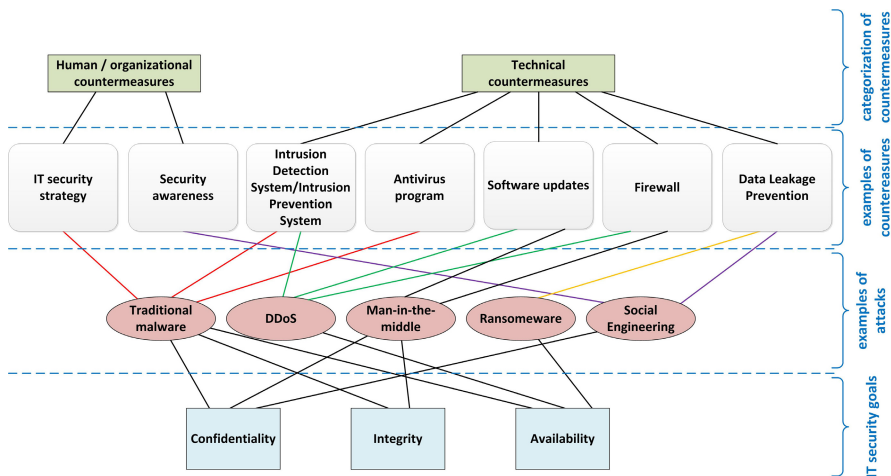 Human / organizational
countermeasures
Technical
countermeasures
categorization of
countermeasures
IT security
strategy
Security
awareness
Intrusion
Detection
System/Intrusion
Prevention
System
Antivirus
program
Software updates
Firewall
Data Leakage
Prevention
examples of
countereasures
Traditional
malware
DDoS
Man-in-the-
middle
Ransomeware
Social
Engineering
examples of
attacks
Confidentiality
Integrity
Availability
IT security goals